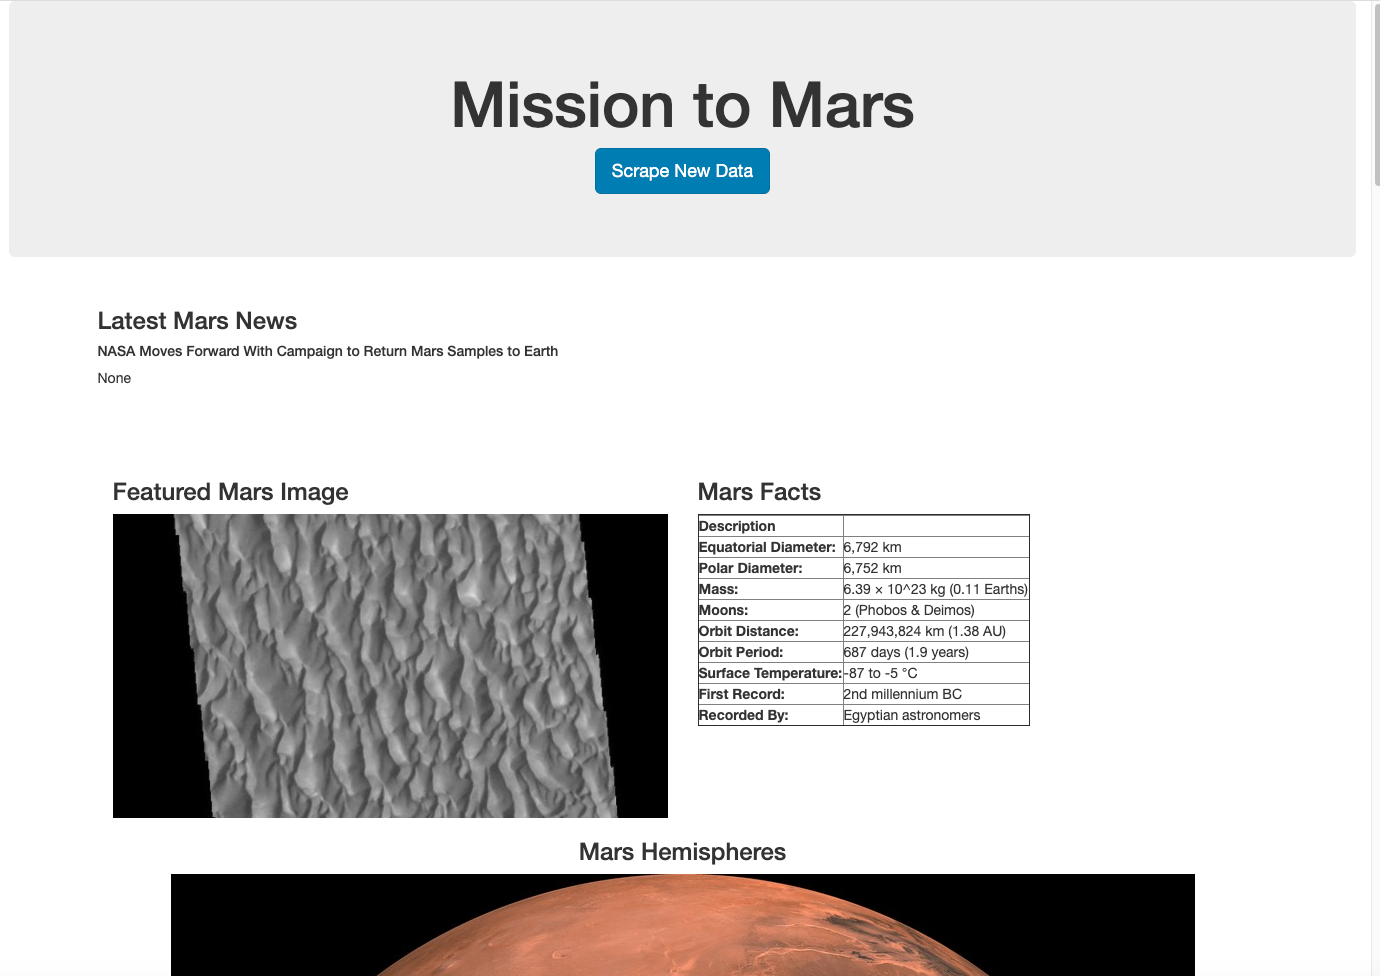 Mission to Mars
Scrape New Data
Latest Mars News
NASA Moves Forward With Campaign to Return Mars Samples to Earth
None
Featured Mars Image
Mars Facts
Description
Equatorial Diameter: 6,792 km
Polar Diameter: 6,752 km
Mass: 6.39 × 10^23 kg (0.11 Earths)
Moons: 2 (Phobos & Deimos)
Orbit Distance: 227,943,824 km (1.38 AU)
Orbit Period: 687 days (1.9 years)
Surface Temperature: -87 to -5 °C
First Record: 2nd millennium BC
Recorded By: Egyptian astronomers
Mars Hemispheres